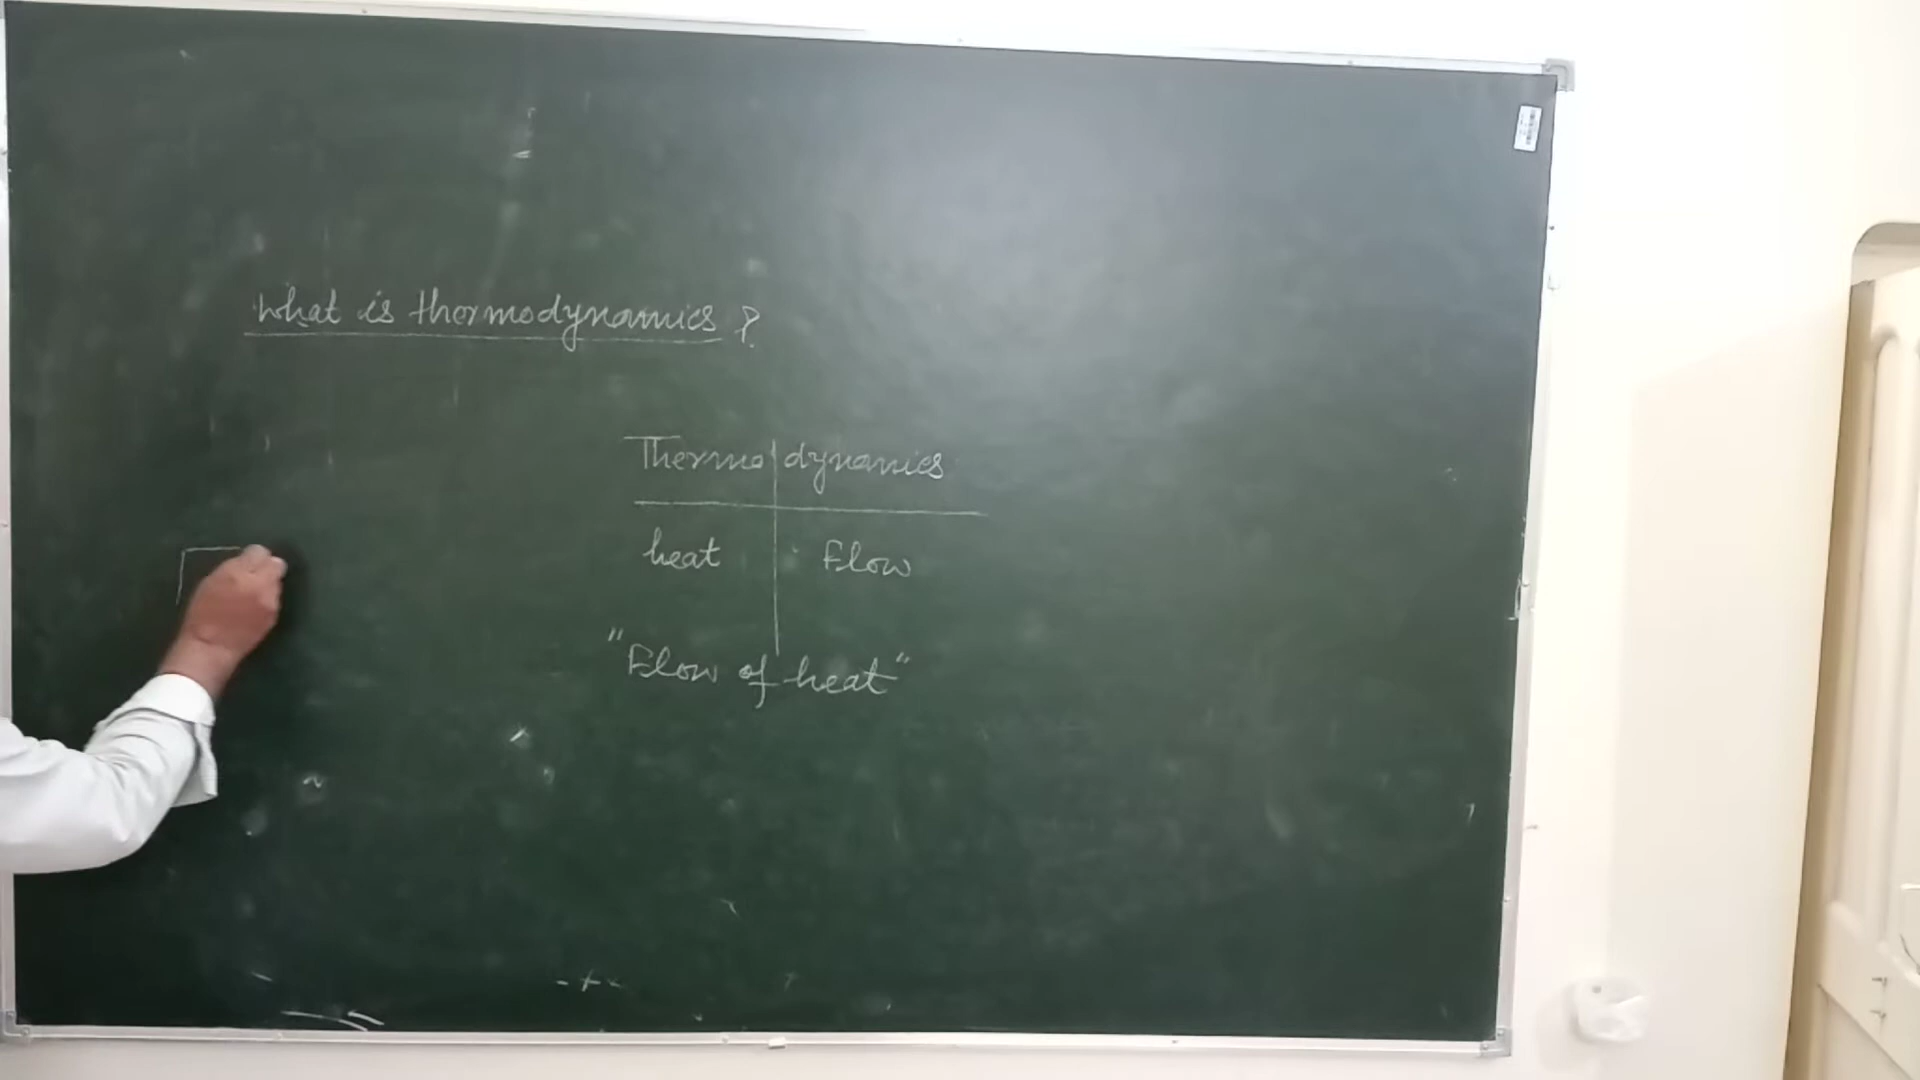 What is thermodynamics ?
Thermo dynamics
heat Flow
"Flow of heat"